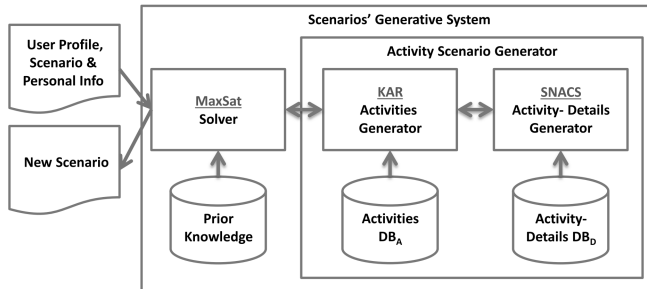 Scenarios' Generative System
User Profile,
Scenario &
Personal Info
Activity Scenario Generator
MaxSat
Solver
KAR
Activities
Generator
SNACS
Activity- Details
Generator
New Scenario
Prior
Knowledge
Activities
DBA
Activity-
Details DBD